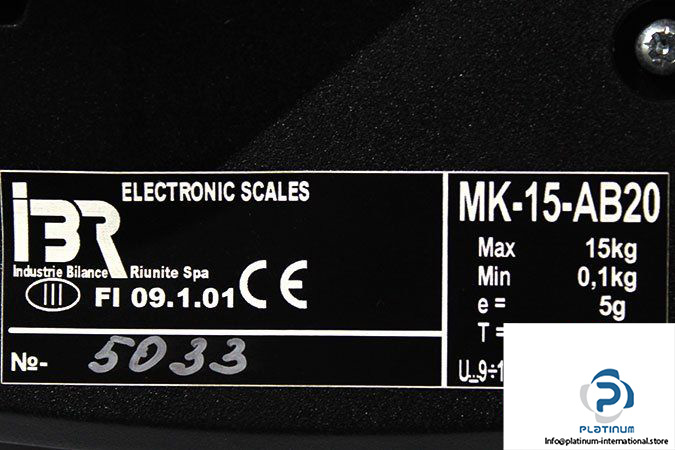 iBR
ELECTRONIC SCALES
Industrie Bilance Riunite Spa
III FI 09.1.01 CE
№- 5033
MK-15-AB20
Max 15kg
Min 0,1kg
e = 5g
T =
PLATINUM
Info@platinum-international.store